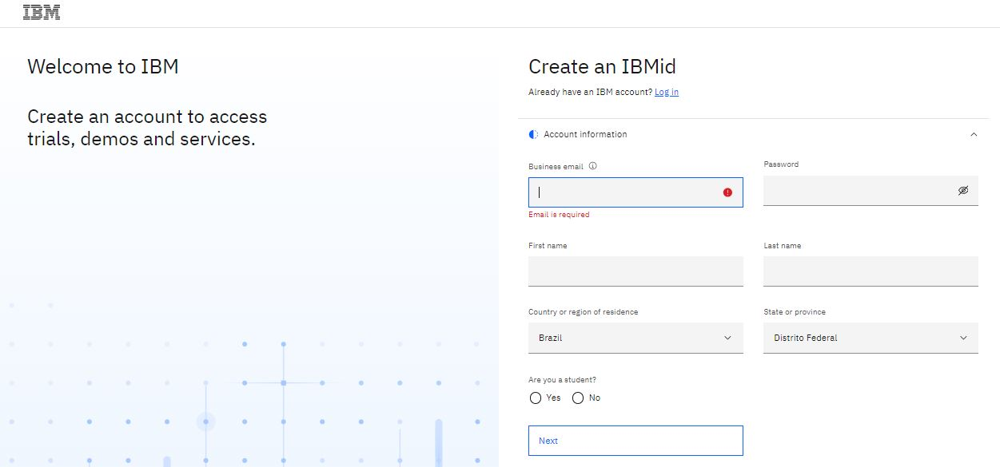 IBM
Welcome to IBM
Create an account to access
trials, demos and services.
Create an IBMid
Already have an IBM account? Log in
Account information
Business email
Email is required
Password
First name
Last name
Country or region of residence
Brazil
State or province
Distrito Federal
Are you a student?
Yes No
Next